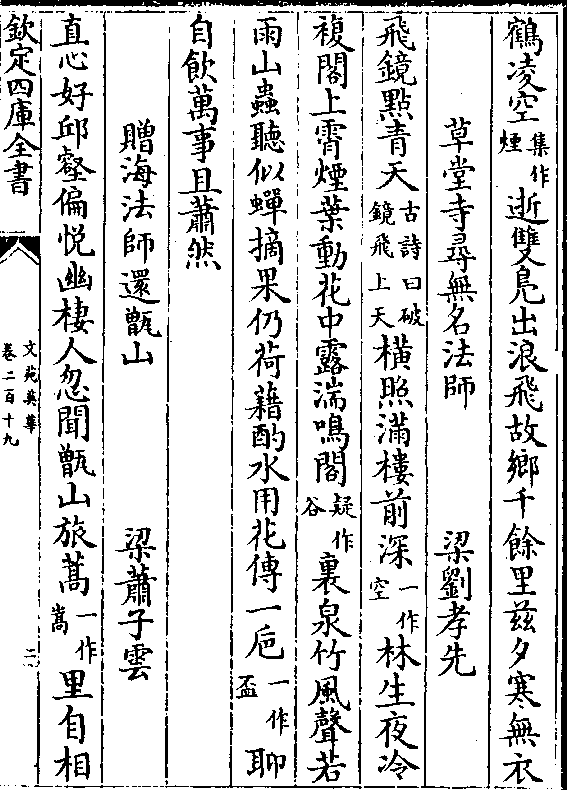 鶴凌空集作煙逝雙鳧出浪飛故鄉千餘里茲夕寒無衣
草堂寺尋無名法師 梁劉孝先
飛鏡點青天古詩曰破鏡飛上天橫照滿樓前深一作空林生夜冷
複閣上霄煙葉動花中露湍鳴閣疑作谷裏泉竹風聲若
雨山蟲聽似蟬摘果仍荷藉酌水用花傳一巵一作盃聊
自飲萬事且蕭然
贈海法師還甑山 梁蕭子雲
直心好邱壑偏悅幽棲人忽聞甑山旅蒿一作嵩里自相
欽定四庫全書
文苑英華
卷二百十九
二